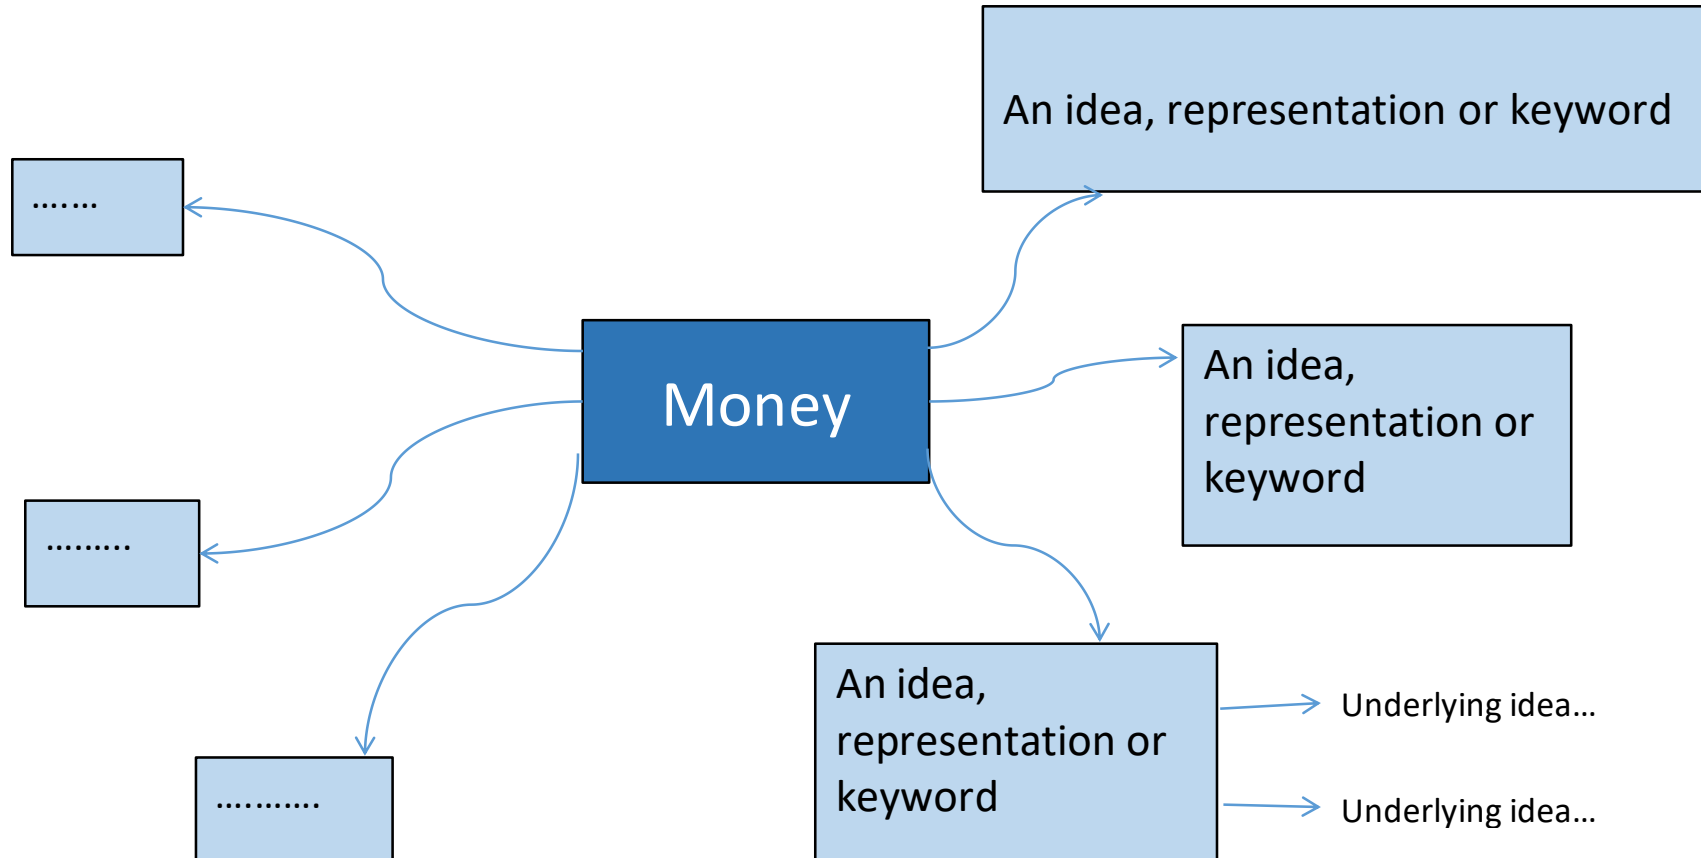 An idea, representation or keyword
.......
Money
An idea,
representation or
keyword
.........
An idea,
representation or
keyword
Underlying idea…
Underlying idea…
...........